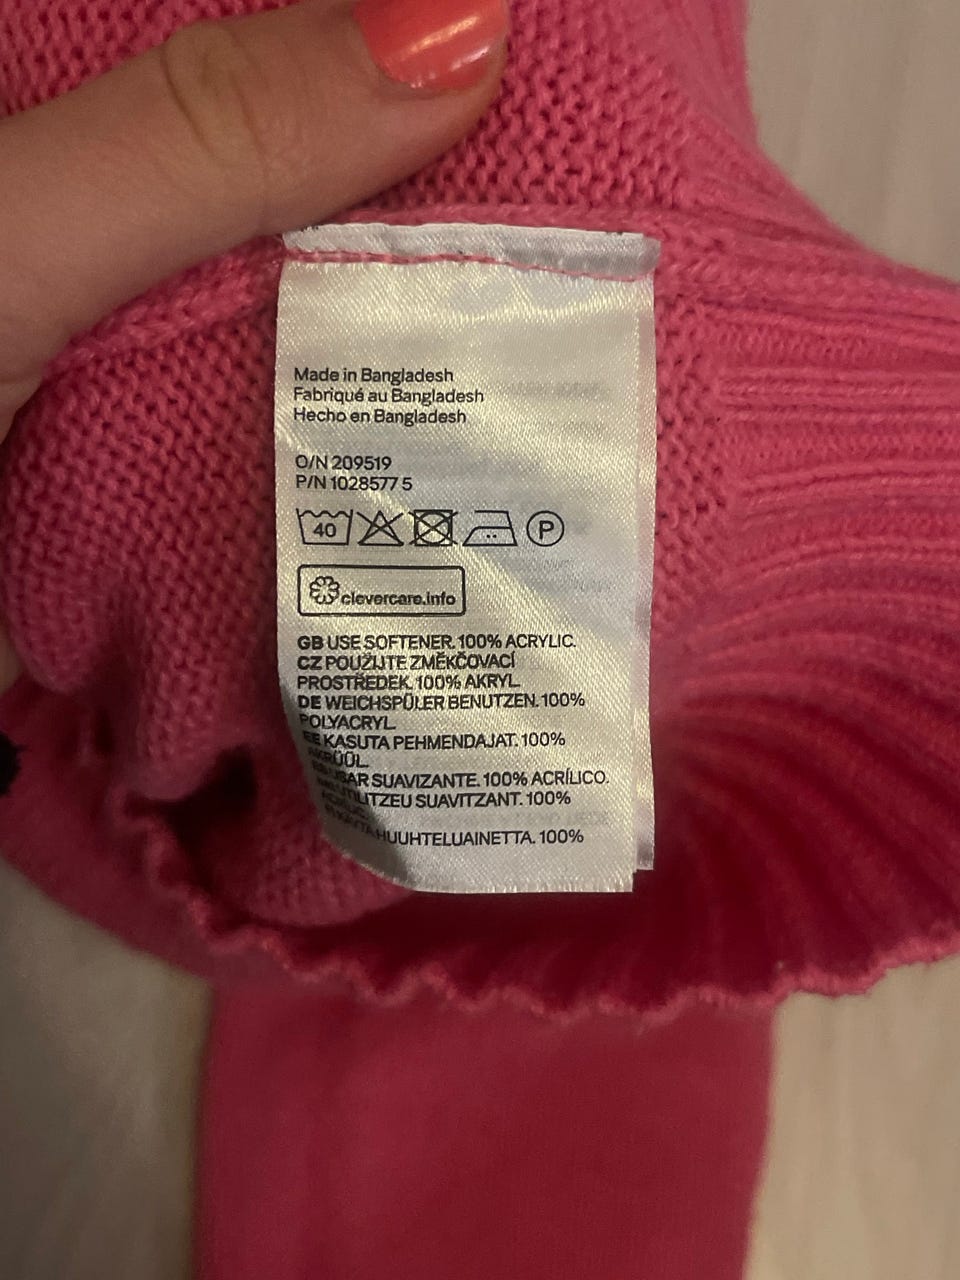 Made in Bangladesh
Fabriqué au Bangladesh
Hecho en Bangladesh
O/N 209519
P/N 1028577 5
40 P
clevercare.info
GB USE SOFTENER. 100% ACRYLIC.
CZ POUŽIJTE ZMĚKČOVACÍ
PROSTŘEDEK. 100% AKRYL.
DE WEICHSPÜLER BENUTZEN. 100%
POLYACRYL.
EE KASUTA PEHMENDAJAT. 100%
AKRÜÜL.
USAR SUAVIZANTE. 100% ACRÍLICO.
UTILITZEU SUAVITZANT. 100%
HUUHTELUAINETTA. 100%